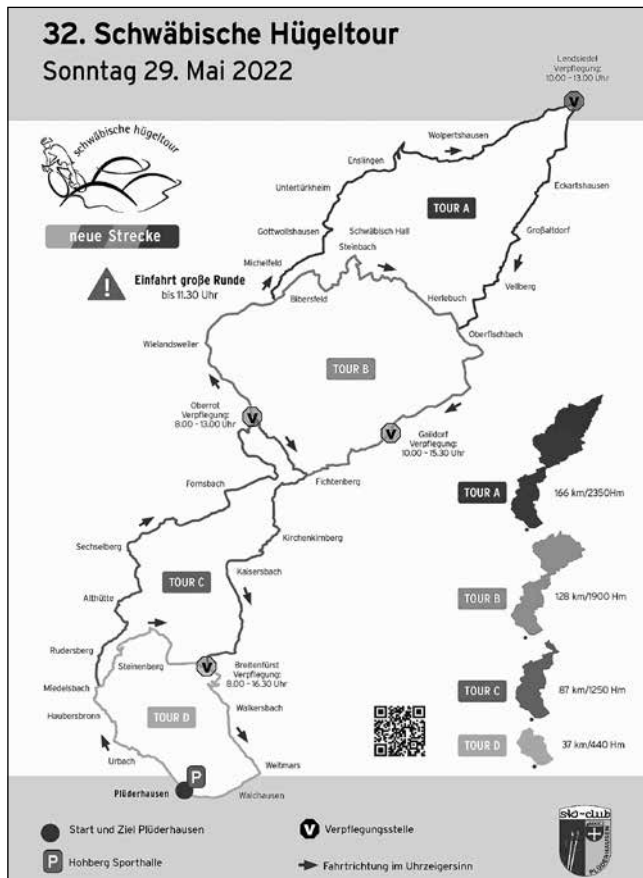 32. Schwäbische Hügeltour
Sonntag 29. Mai 2022
Lendsiedel
Verpflegung:
10.00 - 13.00 Uhr
V
schwäbische hügeltour
neue Strecke
Einfahrt große Runde
bis 11.30 Uhr
!
Wolpertshausen
Enslingen
Untertürkheim
TOUR A
Eckartshausen
Gottwollshausen
Schwäbisch Hall
Steinbach
Großaltdorf
Michelfeld
Vellberg
Bibersfeld
Herlebuch
Oberfischbach
Wielandsweiler
TOUR B
Oberrot
Verpflegung:
8.00 - 13.00 Uhr
V
V
Gaildorf
Verpflegung:
10.00 - 15.30 Uhr
Fornsbach
Fichtenberg
TOUR A
166 km/2350Hm
Kirchenkirnberg
Sechselberg
TOUR C
Kaisersbach
Althütte
TOUR B
128 km/1900 Hm
Rudersberg
Steinenberg
V
Breitenfürst
Verpflegung:
8.00 - 16.30 Uhr
Miedelsbach
TOUR C
87 km/1250 Hm
Haubersbronn
TOUR D
Walkersbach
TOUR D
37 km/440 Hm
Urbach
Weitmars
P
Plüderhausen
Walchausen
Start und Ziel Plüderhausen
V
Verpflegungsstelle
P
Hohberg Sporthalle
Fahrtrichtung im Uhrzeigersinn
ski-club
PLÜDERHAUSEN